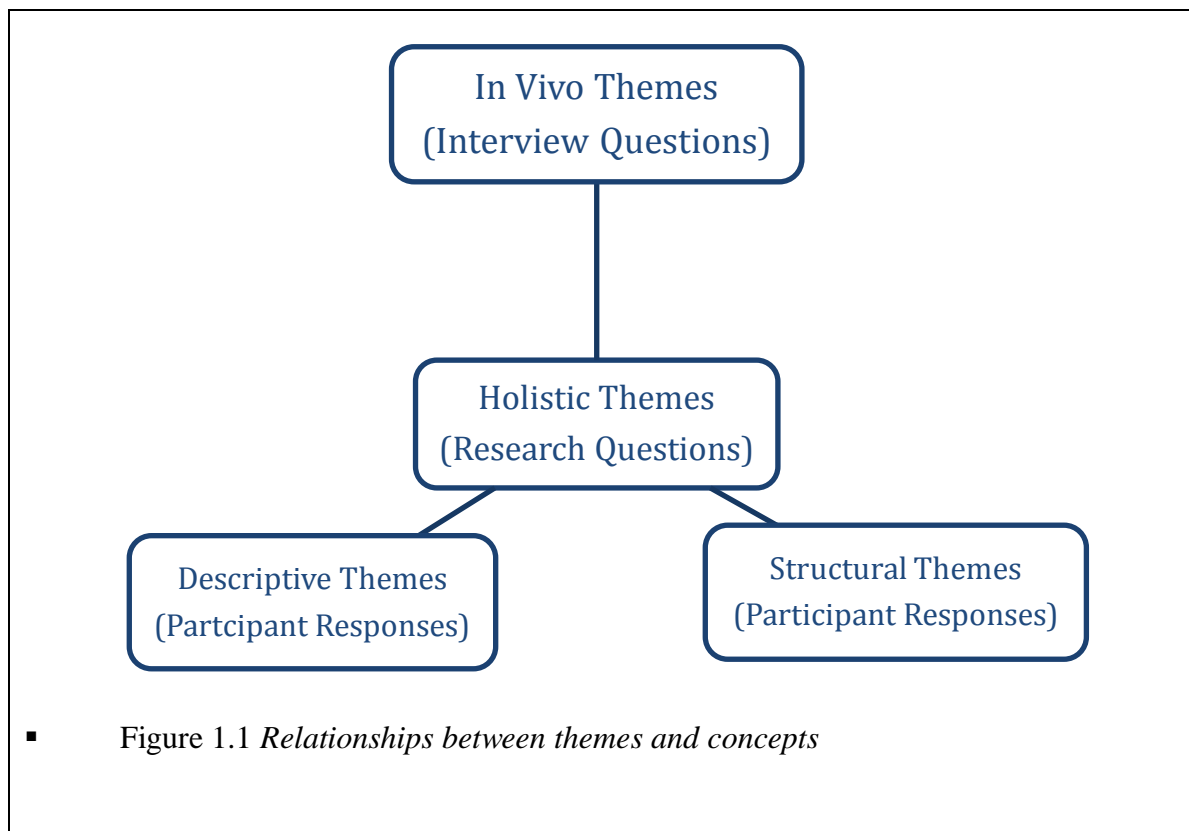 In Vivo Themes
(Interview Questions)
Holistic Themes
(Research Questions)
Descriptive Themes
(Partcipant Responses)
Structural Themes
(Participant Responses)
▪ Figure 1.1 Relationships between themes and concepts